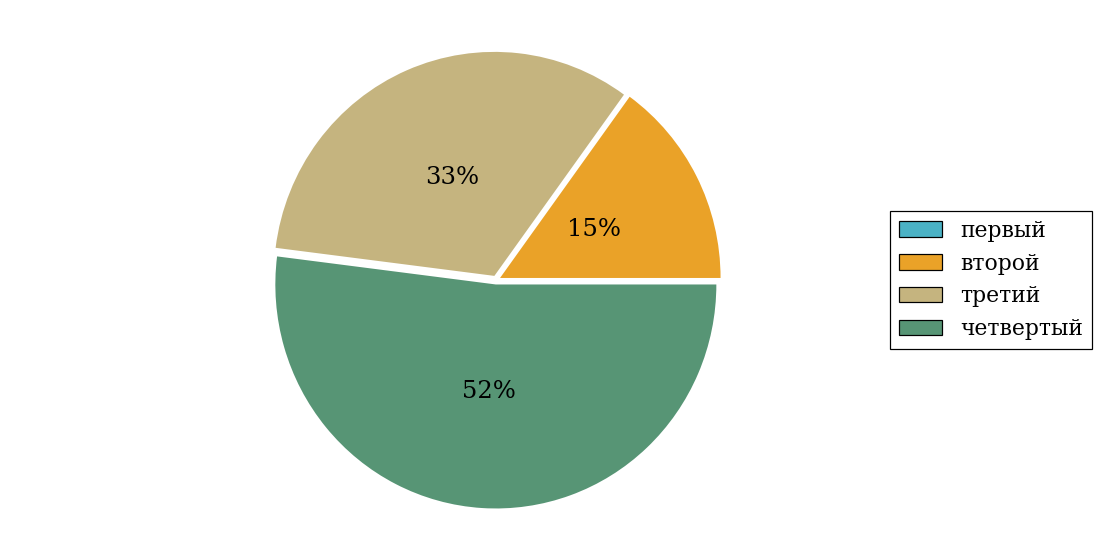 33%
15%
52%
первый
второй
третий
четвертый